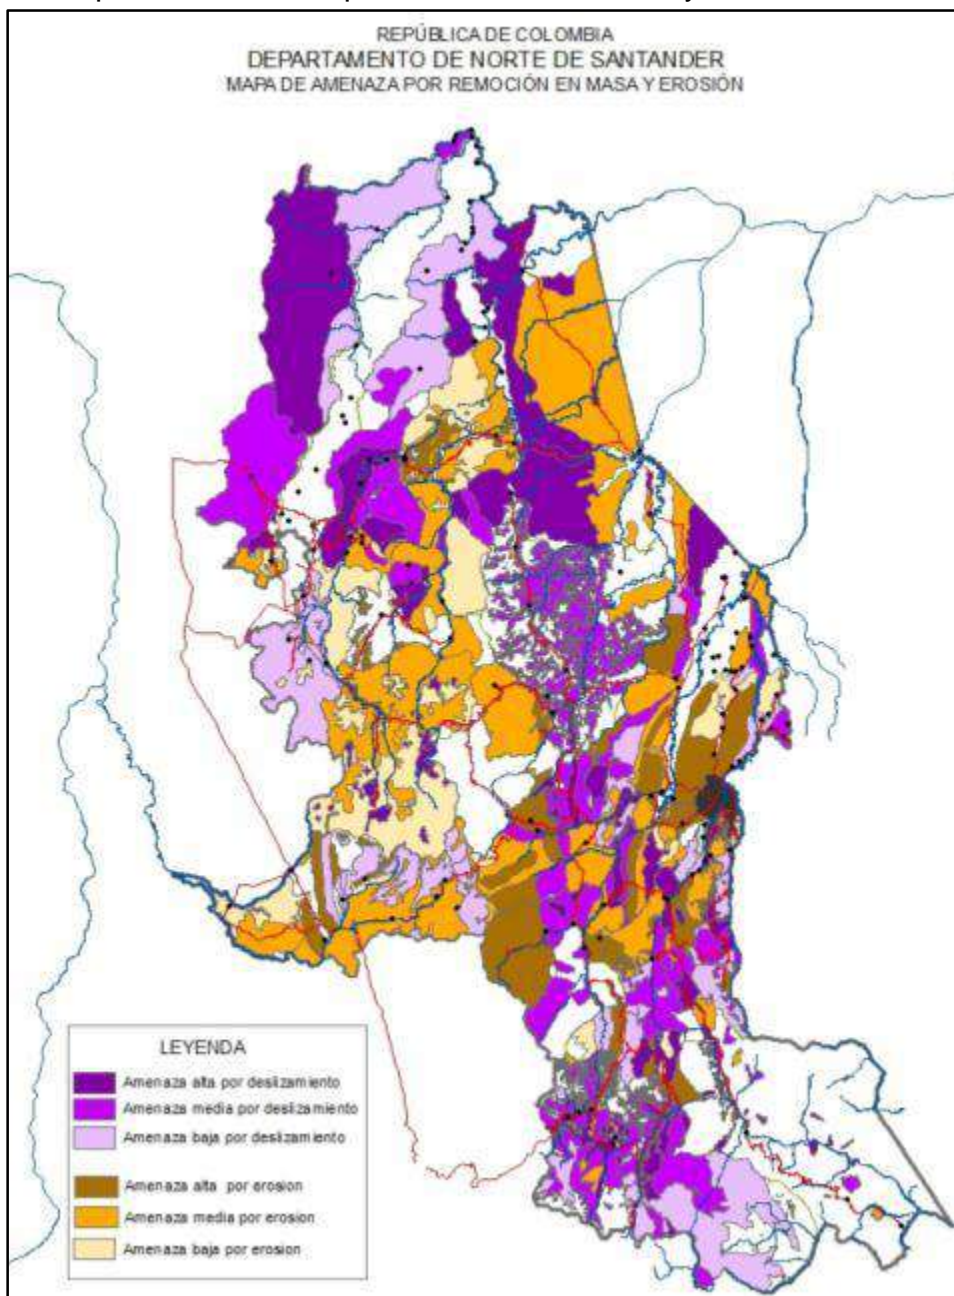 REPÚBLICA DE COLOMBIA
DEPARTAMENTO DE NORTE DE SANTANDER
MAPA DE AMENAZA POR REMOCIÓN EN MASA Y EROSIÓN
LEYENDA
Amenaza alta por deslizamiento
Amenaza media por deslizamiento
Amenaza baja por deslizamiento
Amenaza alta por erosion
Amenaza media por erosion
Amenaza baja por erosion